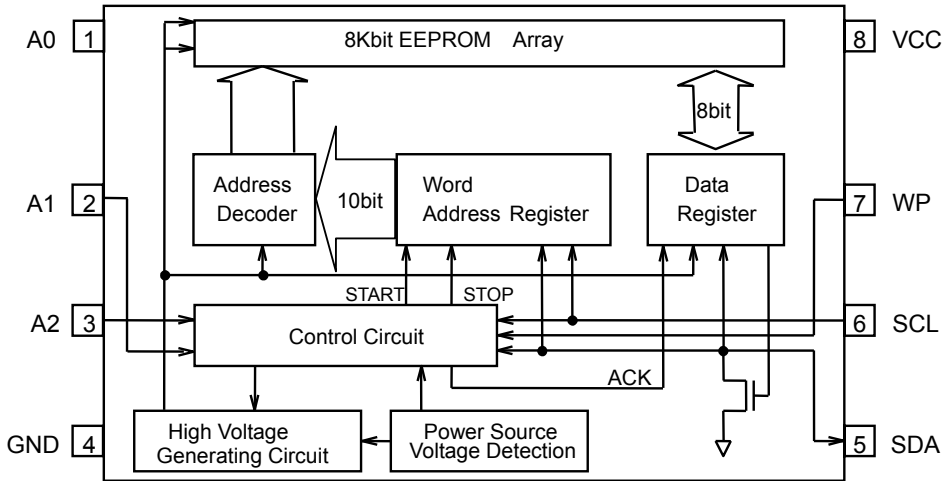 A0 1
8Kbit EEPROM Array
8 VCC
8bit
A1 2
Address
Decoder
10bit
Word
Address Register
Data
Register
7 WP
START
STOP
A2 3
Control Circuit
6 SCL
ACK
GND 4
High Voltage
Generating Circuit
Power Source
Voltage Detection
5 SDA